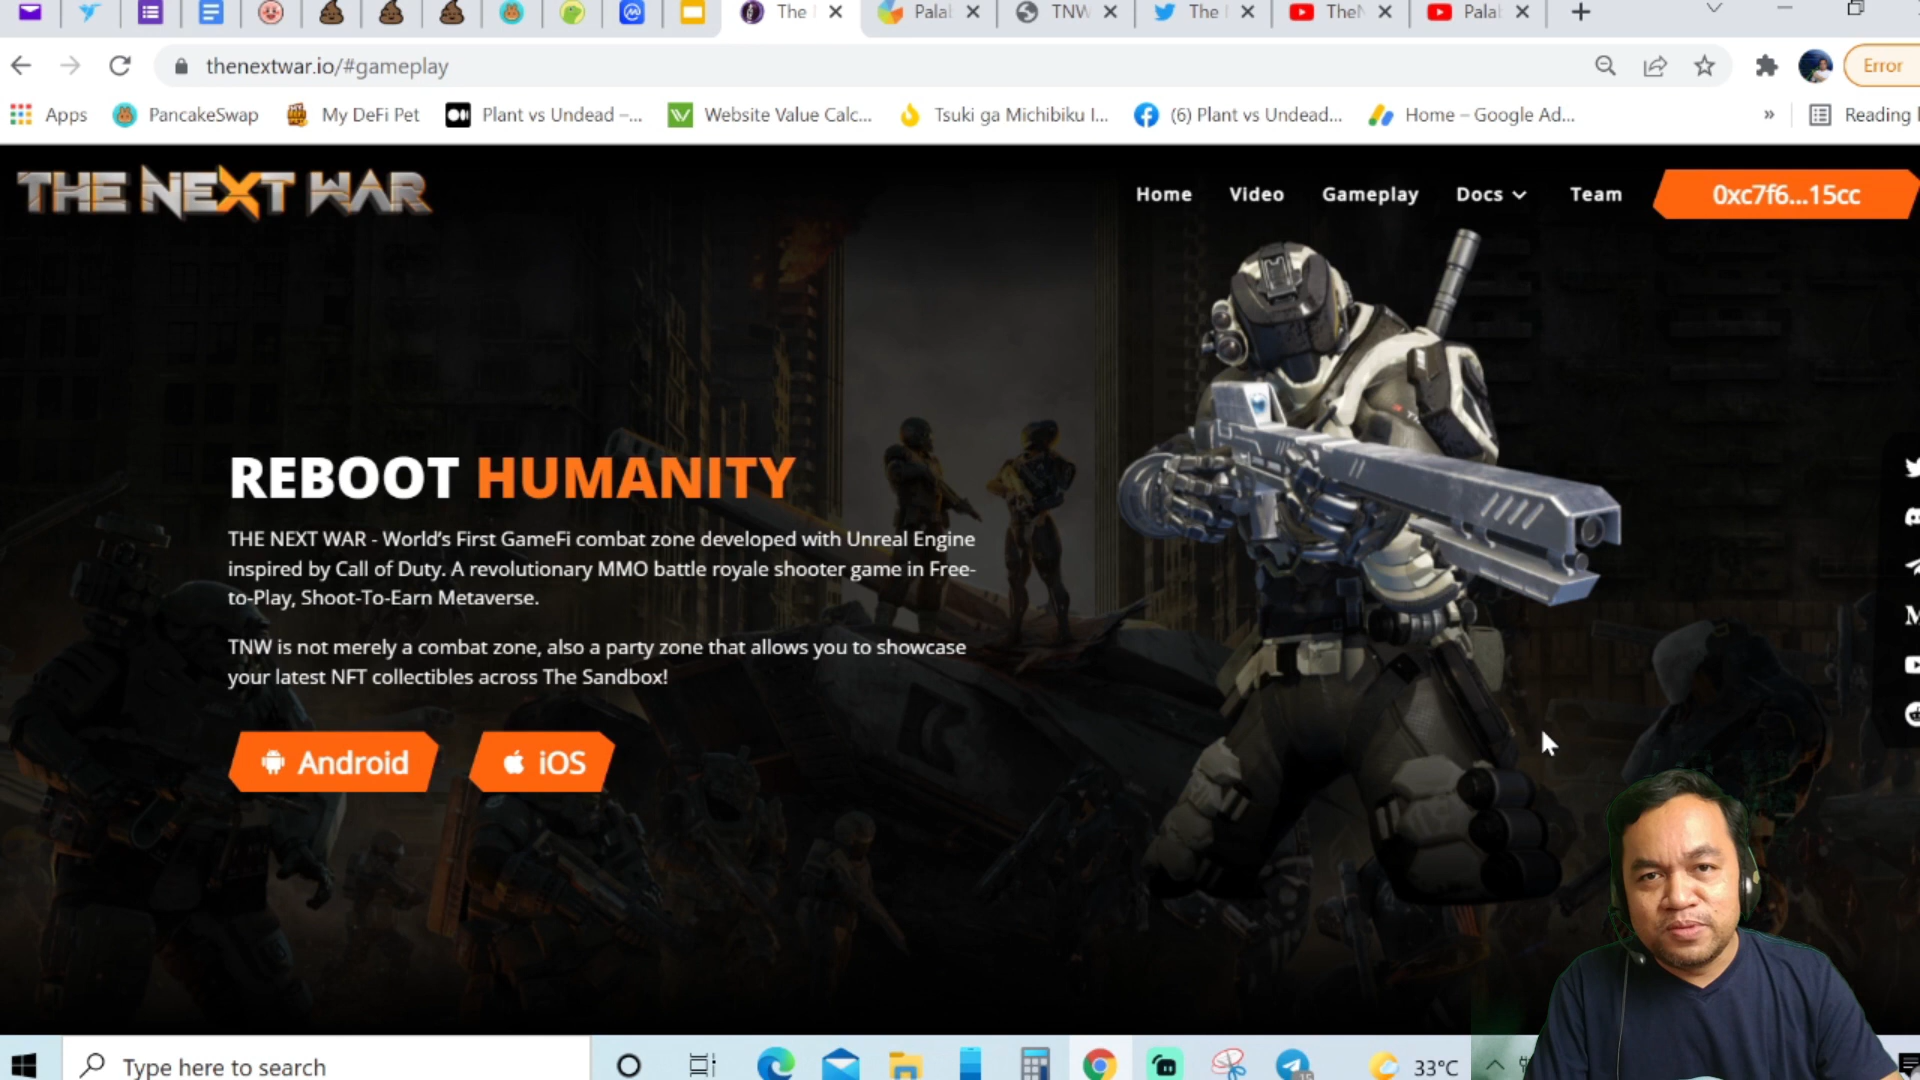 The
Pala
TNW
The
TheN
Pala
thenextwar.io/#gameplay
Error
Apps
PancakeSwap
My DeFi Pet
Plant vs Undead –...
Website Value Calc...
Tsuki ga Michibiku I...
(6) Plant vs Undead...
Home – Google Ad...
»
Reading
THE NEXT WAR
Home
Video
Gameplay
Docs
Team
0xc7f6...15cc
REBOOT HUMANITY
THE NEXT WAR - World's First GameFi combat zone developed with Unreal Engine
inspired by Call of Duty. A revolutionary MMO battle royale shooter game in Free-
to-Play, Shoot-To-Earn Metaverse.
TNW is not merely a combat zone, also a party zone that allows you to showcase
your latest NFT collectibles across The Sandbox!
Android
iOS
Type here to search
33°C